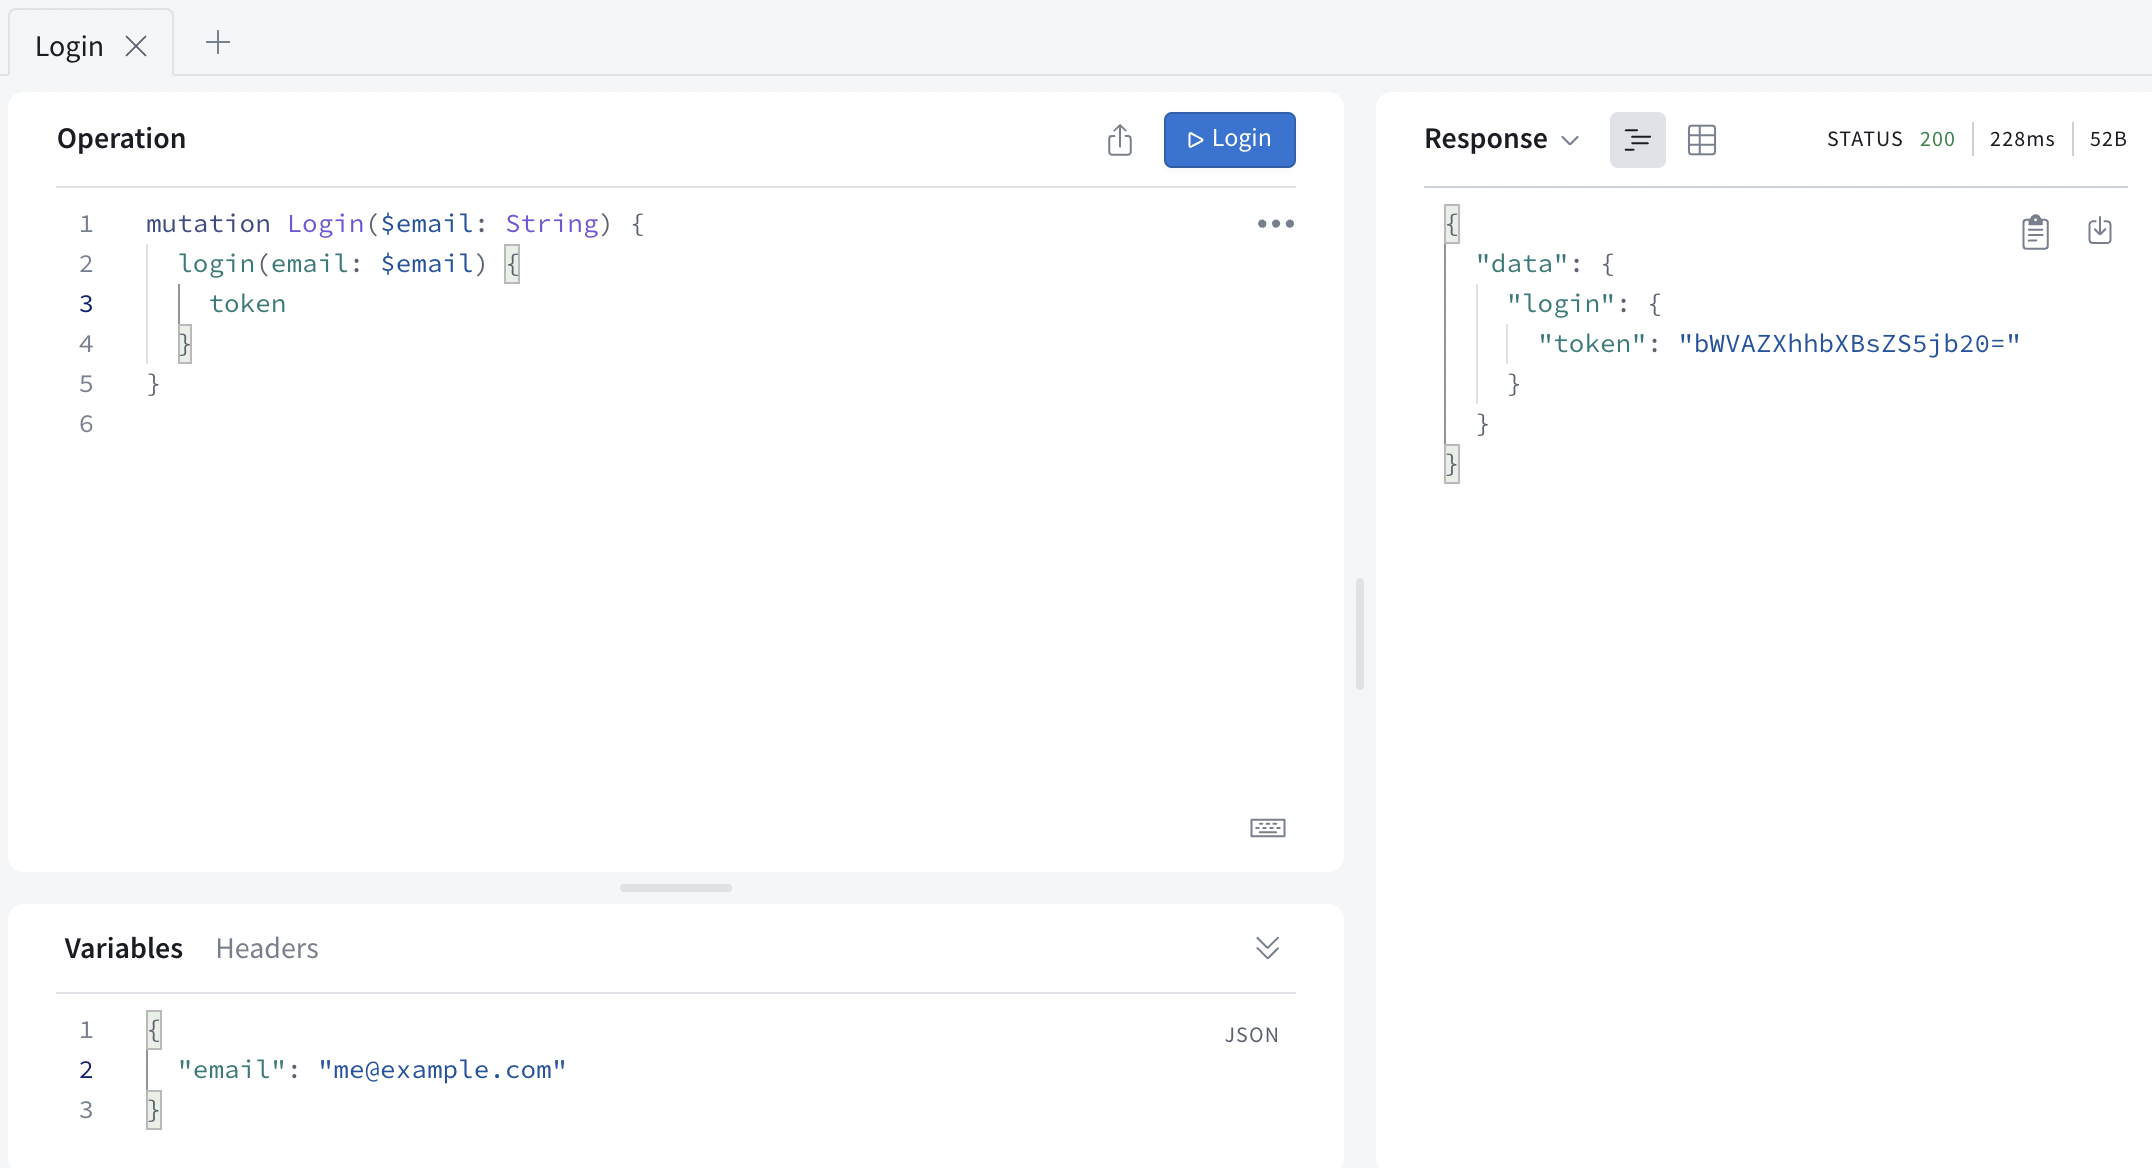 Login
Operation
Login
1 mutation Login($email: String) {
2 login(email: $email) {
3 token
4 }
5 }
6
Variables Headers
JSON
1 {
2 "email": "me@example.com"
3 }
Response STATUS 200 228ms 52B
{
"data": {
"login": {
"token": "bWVAZXhhbXBsZS5jb20="
}
}
}